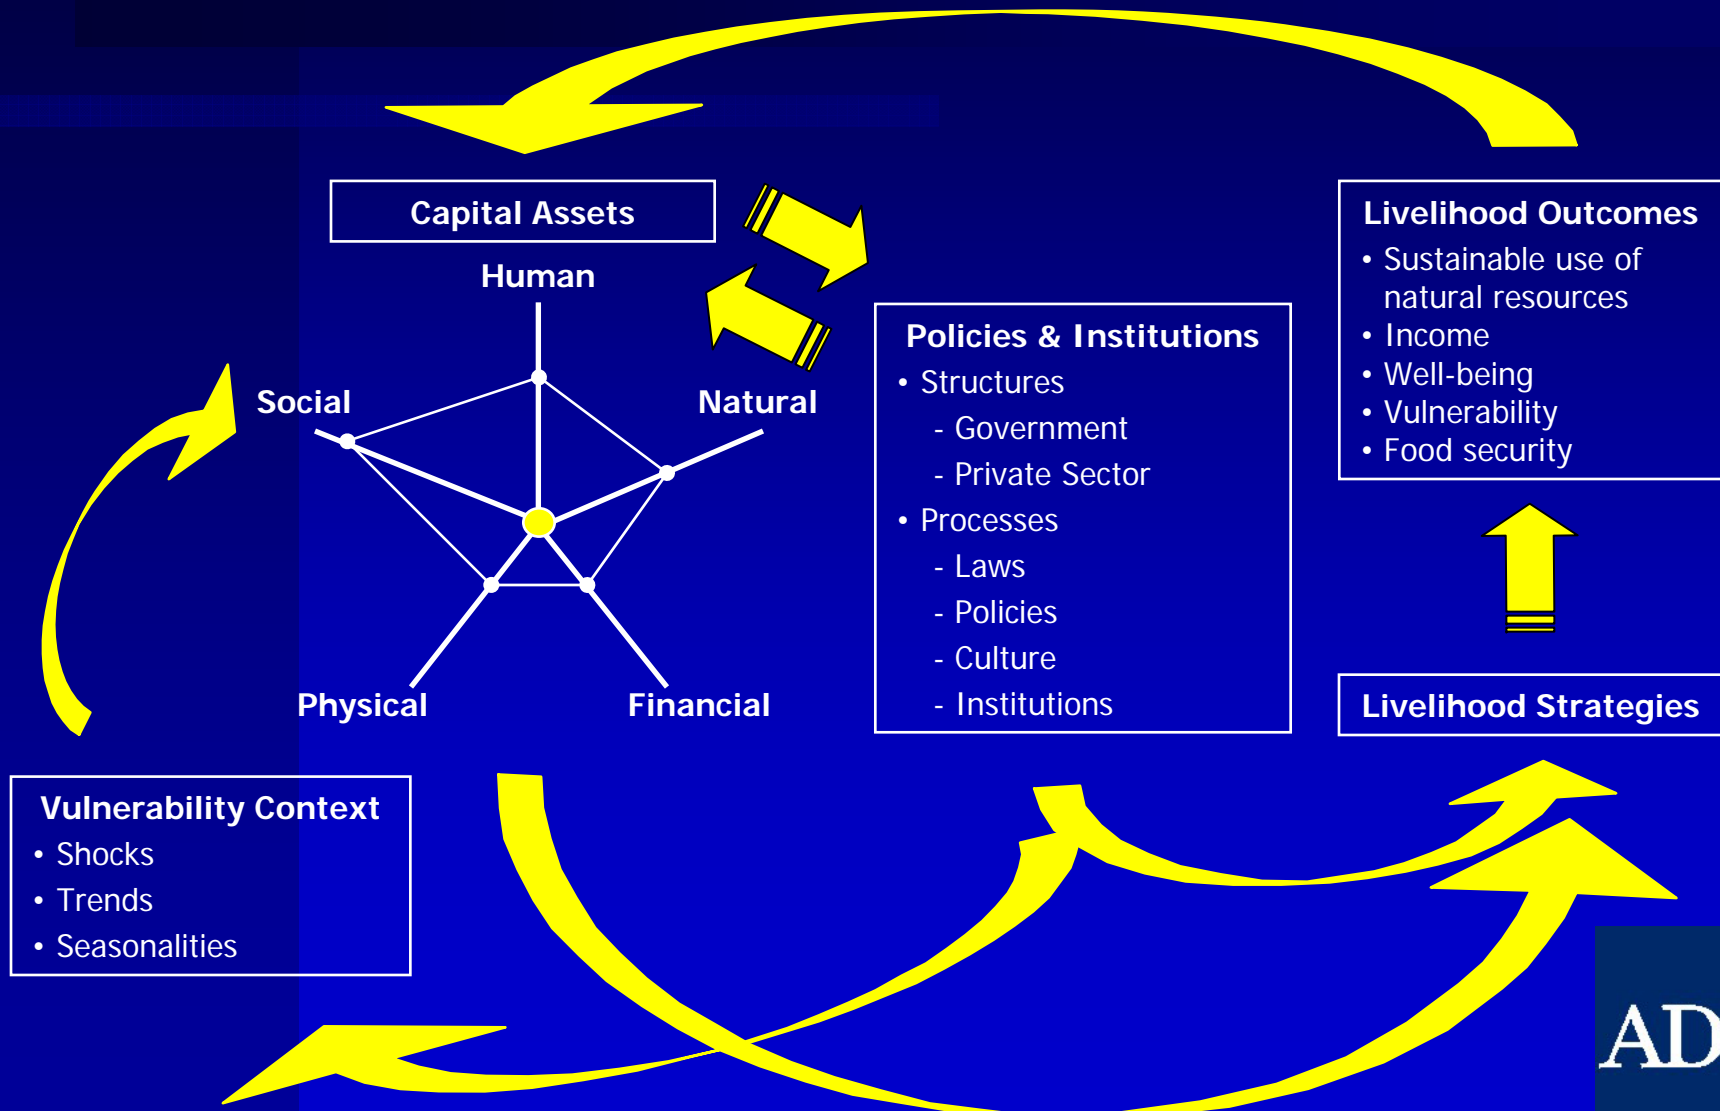 Capital Assets
Human
Social
Natural
Physical
Financial
Vulnerability Context
• Shocks
• Trends
• Seasonalities
Policies & Institutions
• Structures
- Government
- Private Sector
• Processes
- Laws
- Policies
- Culture
- Institutions
Livelihood Outcomes
• Sustainable use of
natural resources
• Income
• Well-being
• Vulnerability
• Food security
Livelihood Strategies
AD